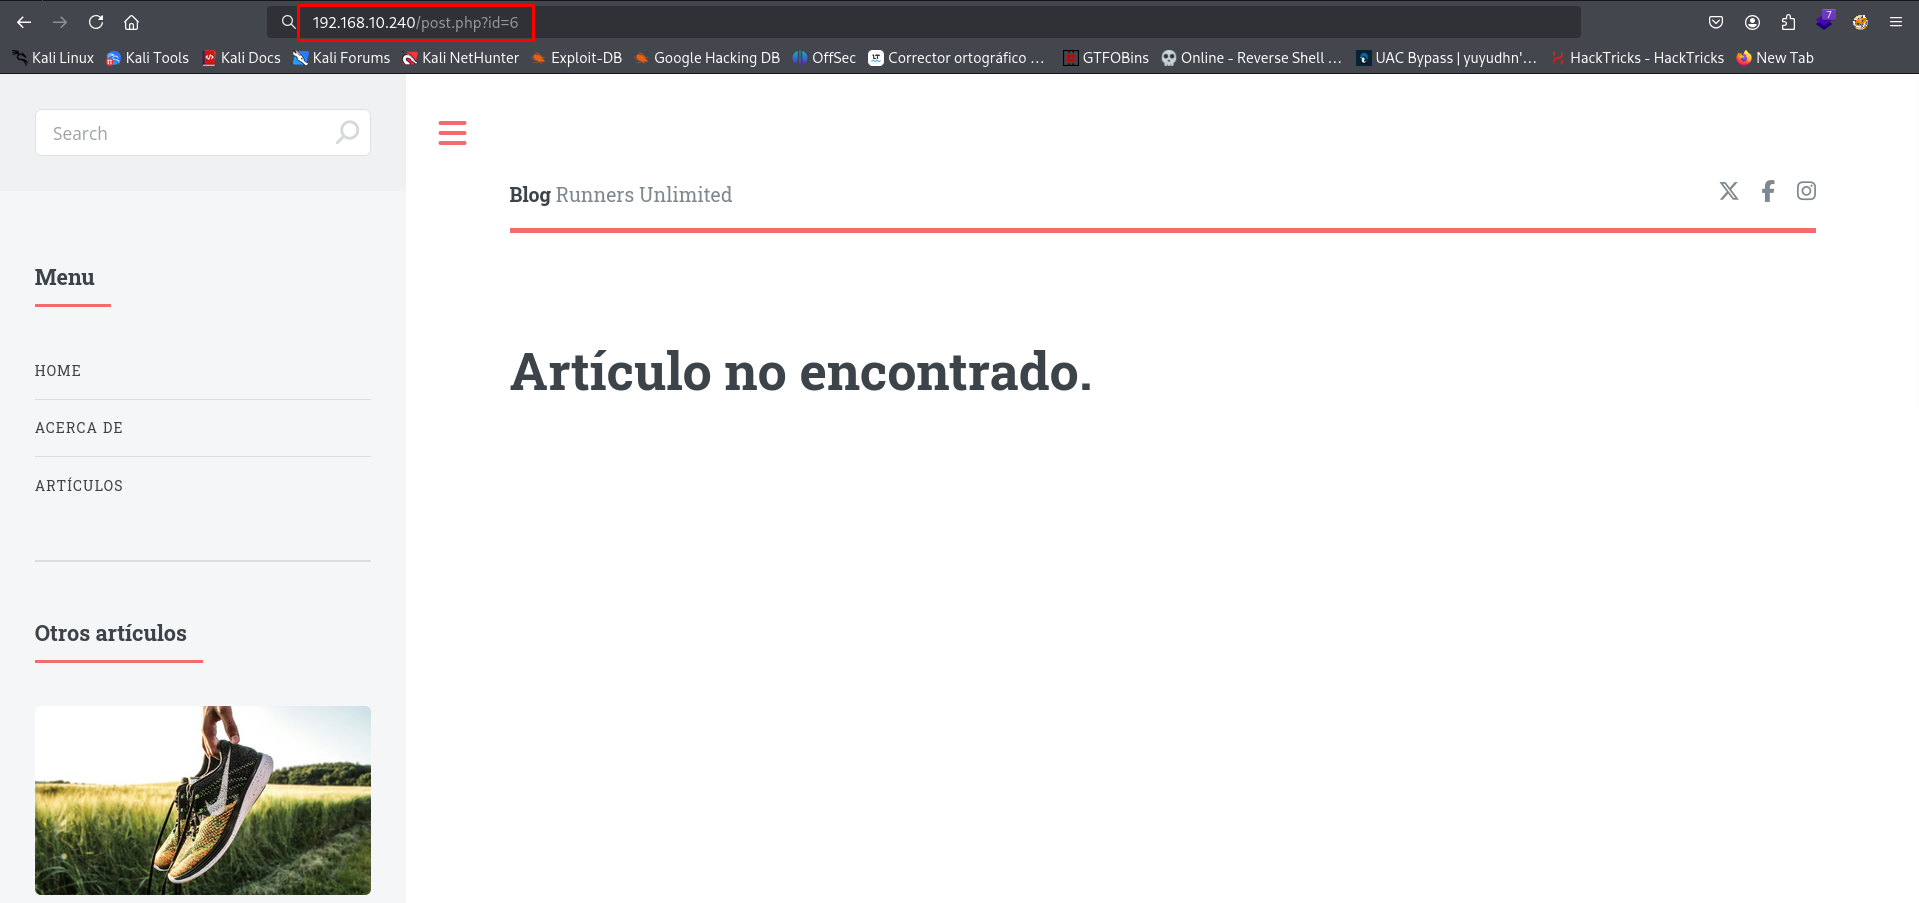 192.168.10.240/post.php?id=6
7
Kali Linux Kali Tools Kali Docs Kali Forums Kali NetHunter Exploit-DB Google Hacking DB OffSec Corrector ortográfico … GTFOBins Online - Reverse Shell … UAC Bypass | yuyudhn'… HackTricks - HackTricks New Tab
Search
Blog Runners Unlimited
Menu
HOME
ACERCA DE
ARTÍCULOS
Artículo no encontrado.
Otros artículos